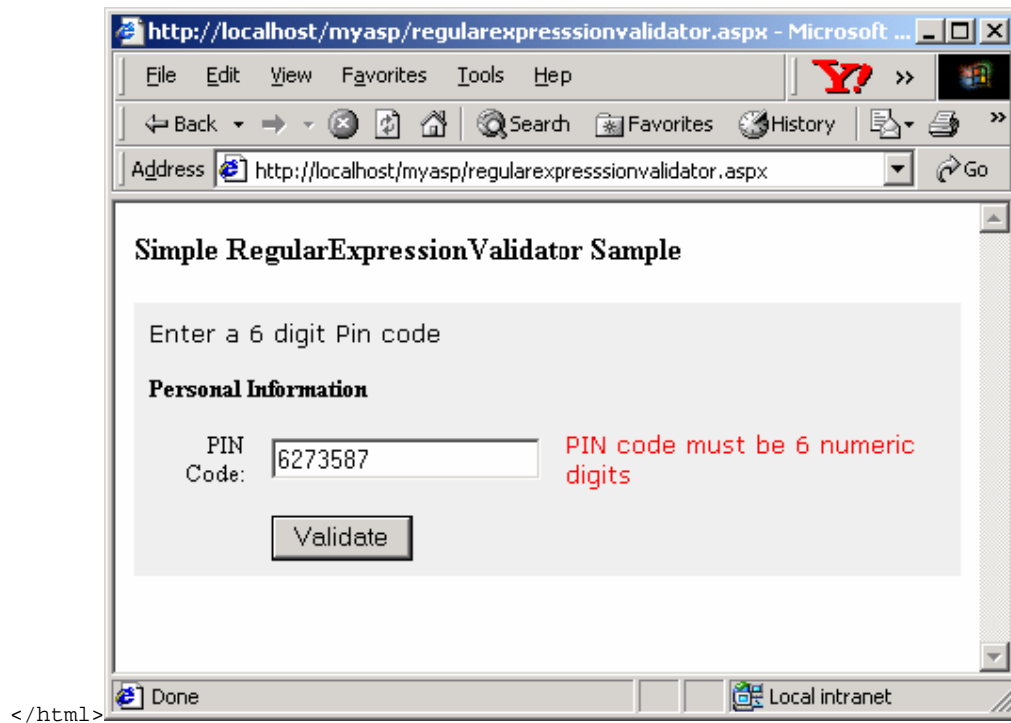 http://localhost/myasp/regularexpresssionvalidator.aspx - Microsoft ...
File Edit View Favorites Tools Hep Y! »
Back Search Favorites History »
Address http://localhost/myasp/regularexpresssionvalidator.aspx Go
Simple RegularExpressionValidator Sample
Enter a 6 digit Pin code
Personal Information
PIN
Code:
6273587
PIN code must be 6 numeric
digits
Validate
Done Local intranet
</html>